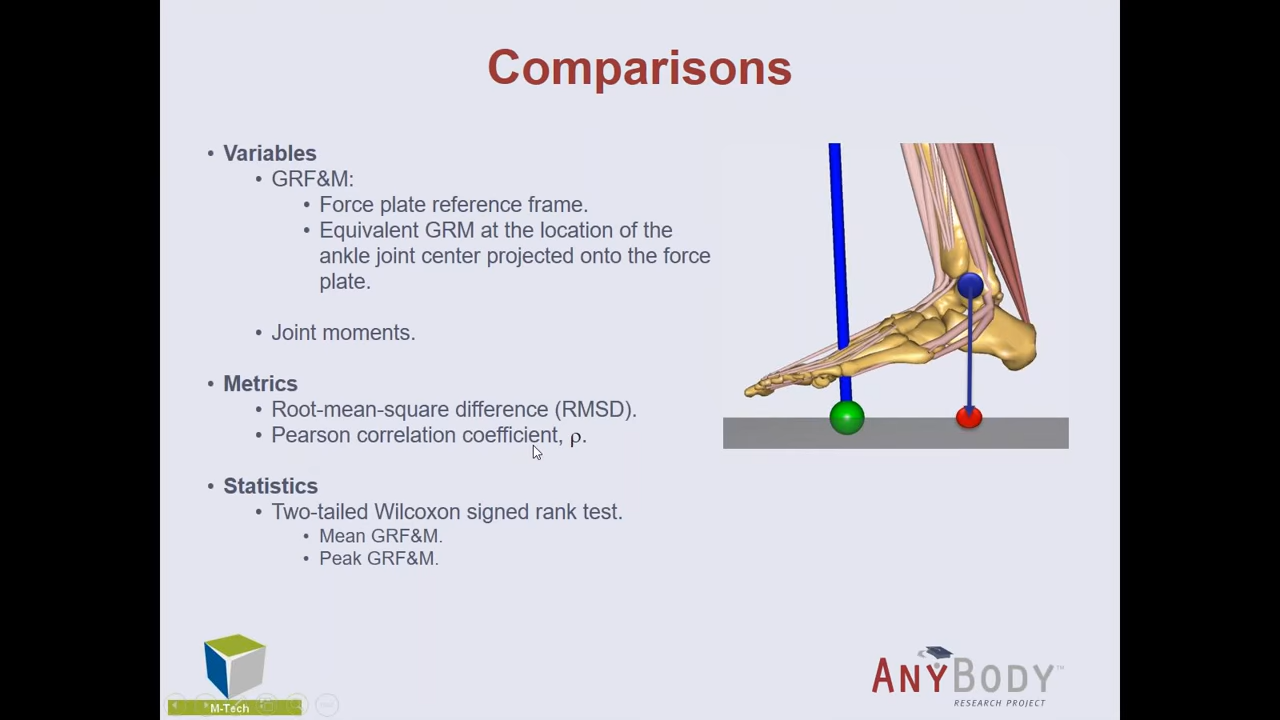 Comparisons
• Variables
• GRF&M:
• Force plate reference frame.
• Equivalent GRM at the location of the
ankle joint center projected onto the force
plate.
• Joint moments.
• Metrics
• Root-mean-square difference (RMSD).
• Pearson correlation coefficient, ρ.
• Statistics
• Two-tailed Wilcoxon signed rank test.
• Mean GRF&M.
• Peak GRF&M.
M-Tech
ANYBODY™
RESEARCH PROJECT